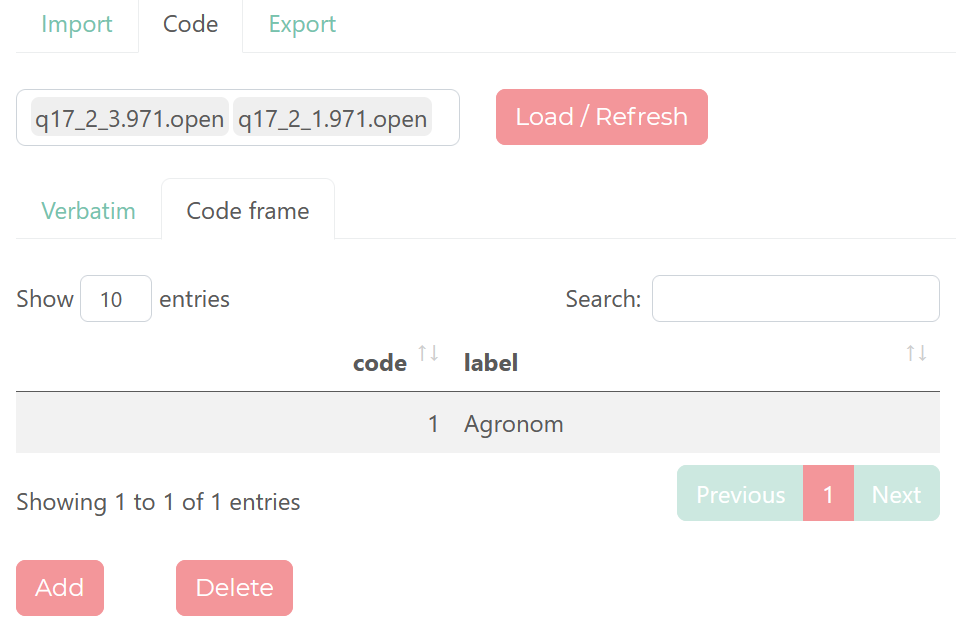 Import Code Export
q17_2_3.971.open q17_2_1.971.open Load / Refresh
Verbatim Code frame
Show 10 entries Search:
code ↑↓ label ↑↓
1 Agronom
Showing 1 to 1 of 1 entries Previous 1 Next
Add Delete